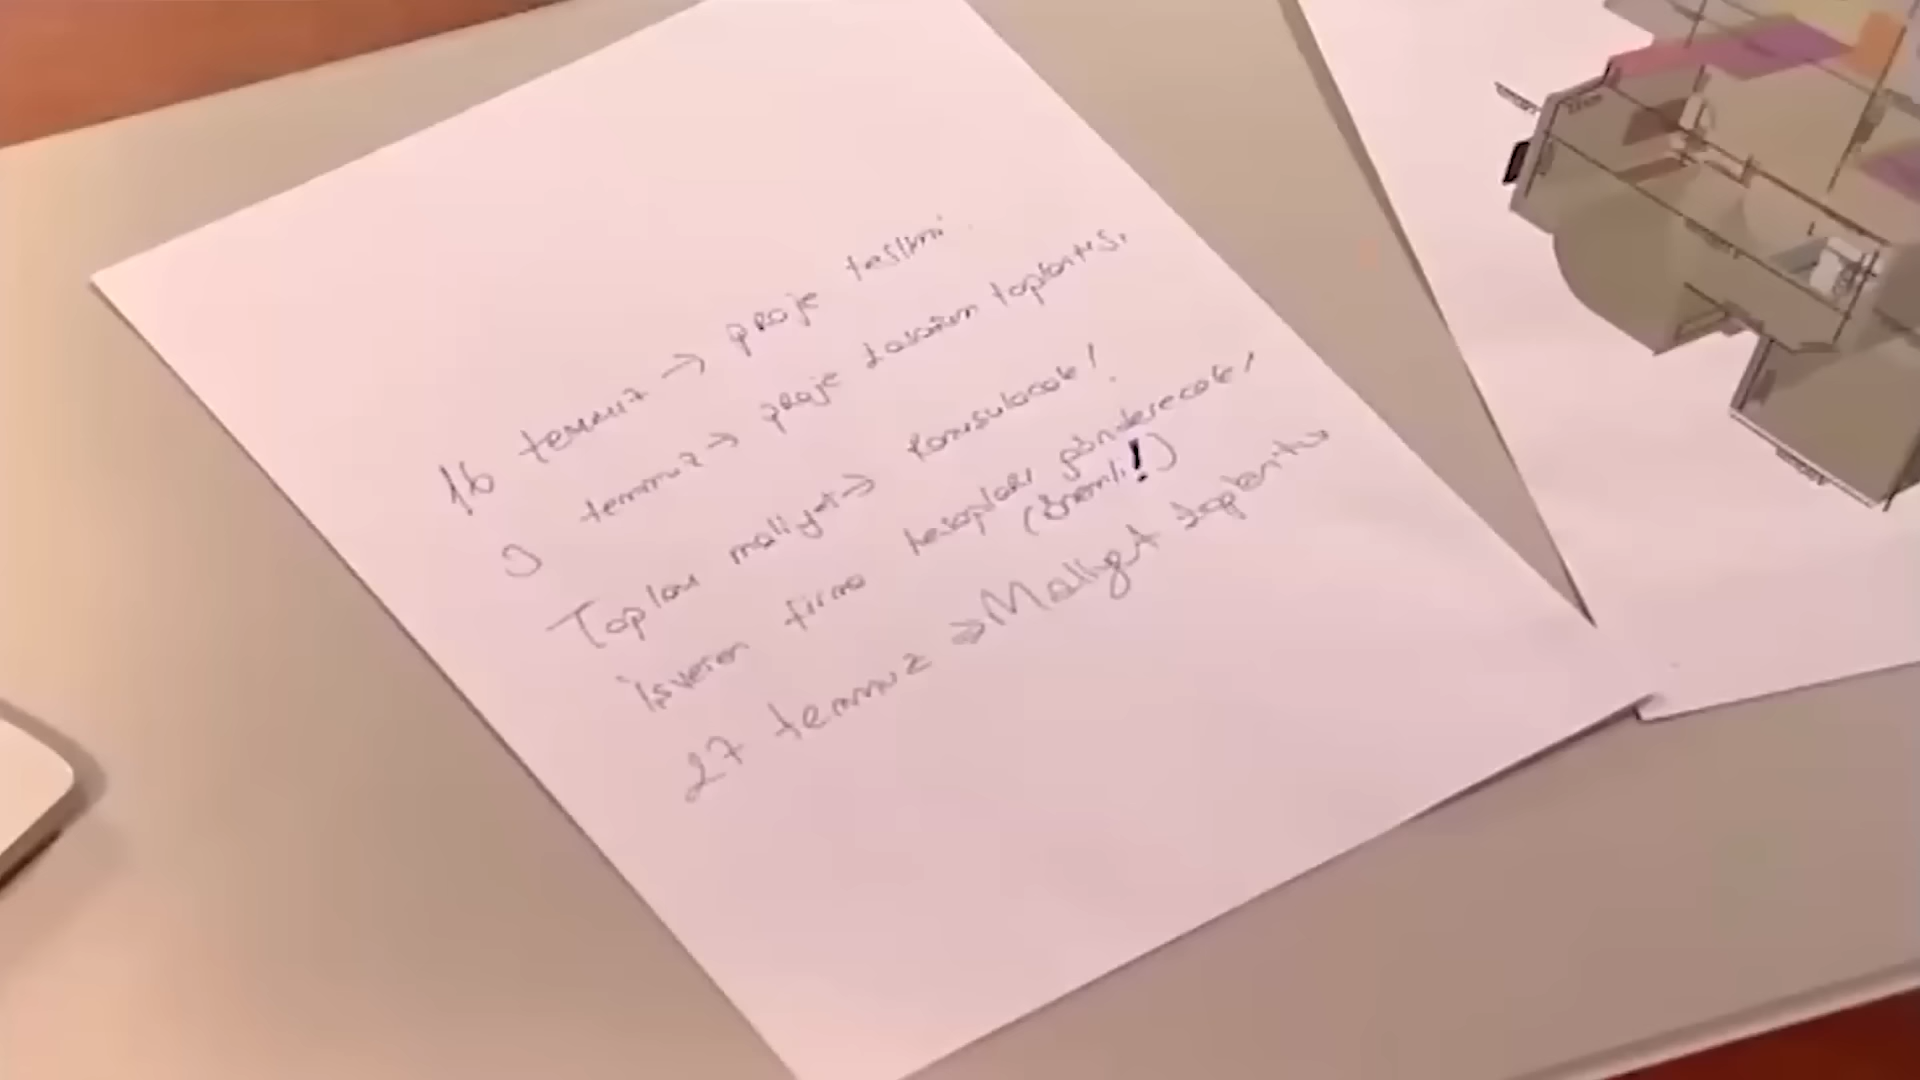 16 temmuz → proje teslimi
9 temmuz → proje tasarım toplantısı
Toplam maliyet → konuşulacak!
İşveren firma hesapları gönderecek!
(önemli!)
27 temmuz → Maliyet toplantısı